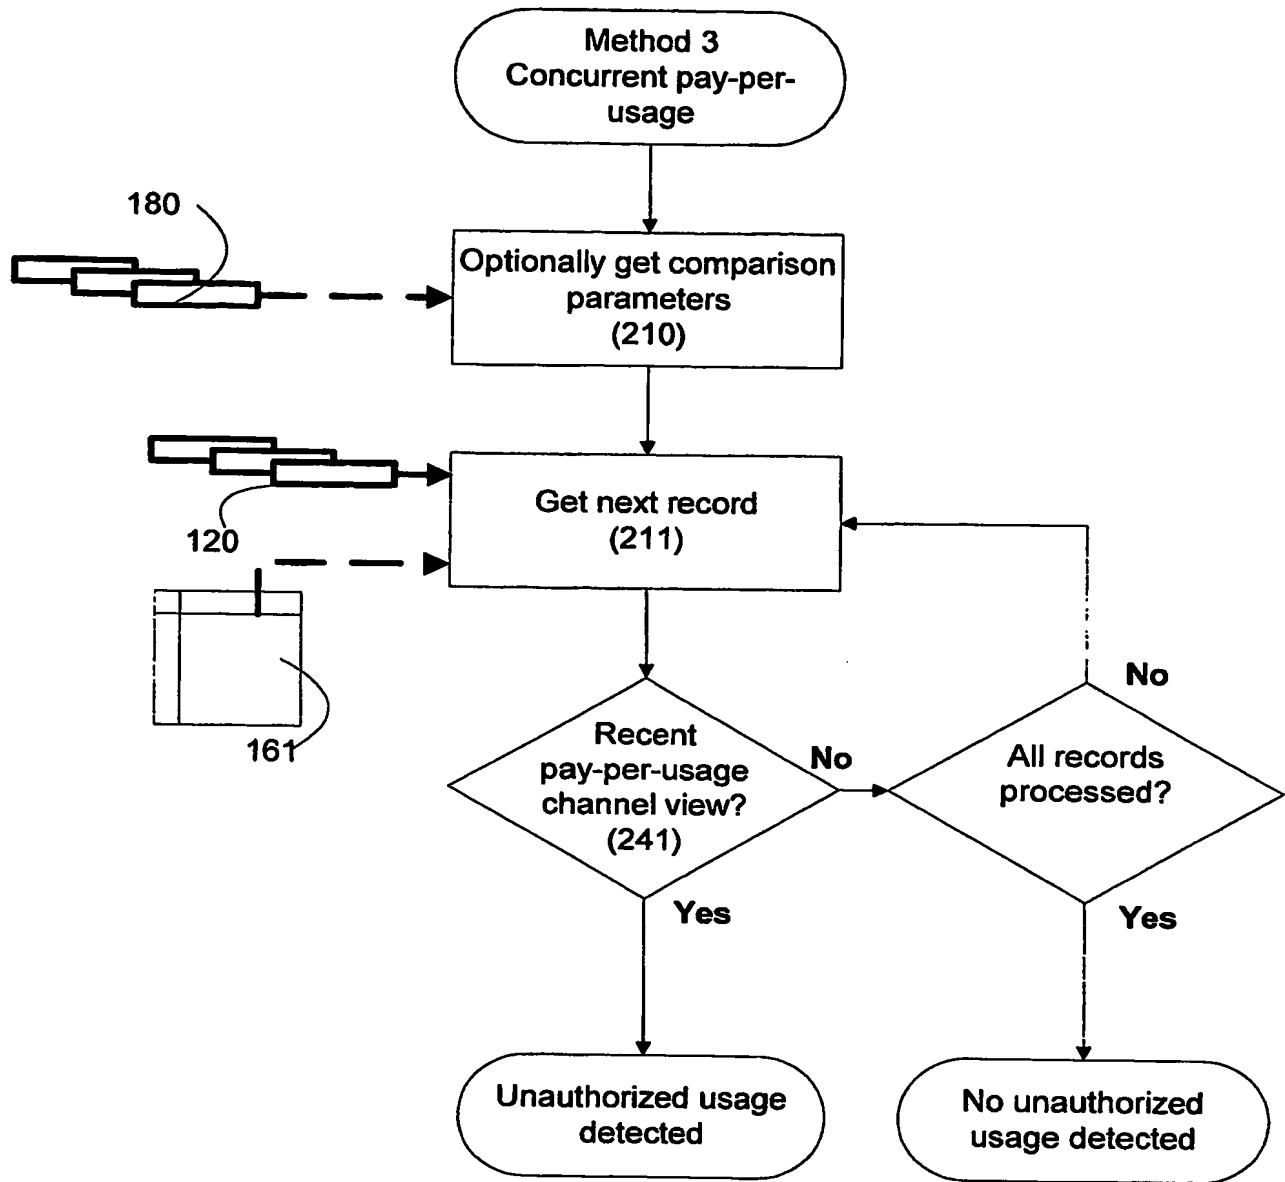 Method 3
Concurrent pay-per-
usage
180
Optionally get comparison
parameters
(210)
Get next record
(211)
120
161
Recent
pay-per-usage
channel view?
(241)
No
All records
processed?
No
Yes
Yes
Unauthorized usage
detected
No unauthorized
usage detected